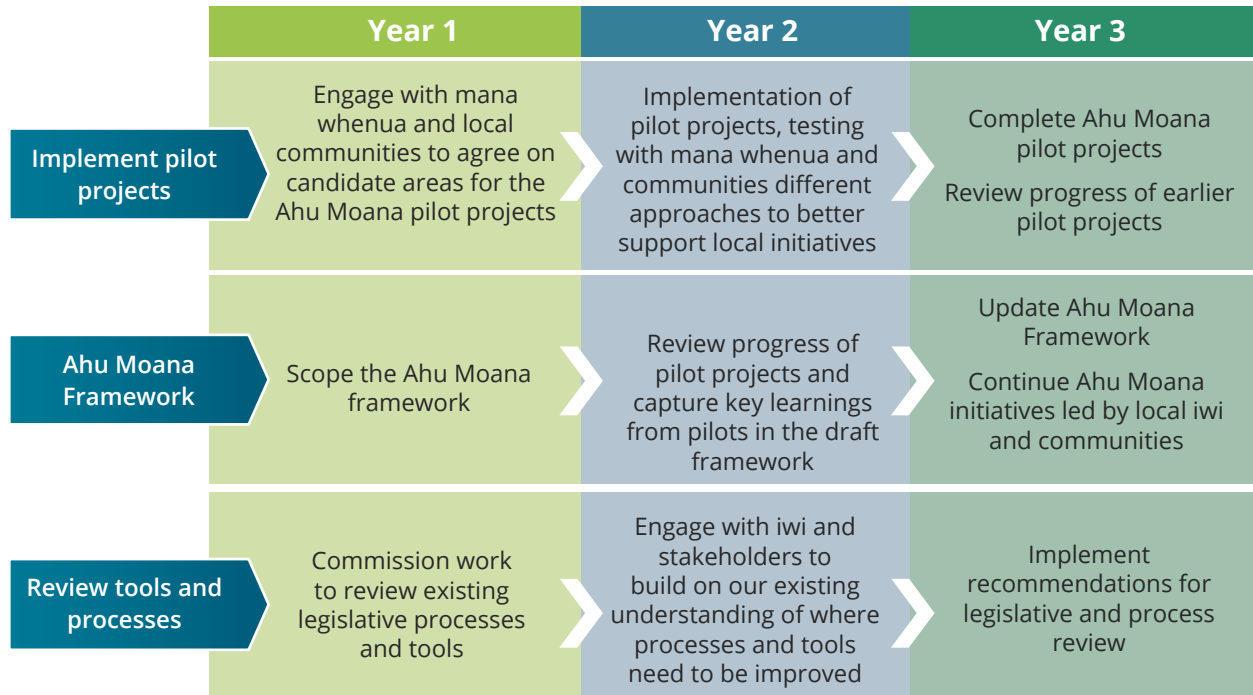 Year 1
Year 2
Year 3
Implement pilot
projects
Engage with mana
whenua and local
communities to agree on
candidate areas for the
Ahu Moana pilot projects
Implementation of
pilot projects, testing
with mana whenua and
communities different
approaches to better
support local initiatives
Complete Ahu Moana
pilot projects
Review progress of earlier
pilot projects
Ahu Moana
Framework
Scope the Ahu Moana
framework
Review progress of
pilot projects and
capture key learnings
from pilots in the draft
framework
Update Ahu Moana
Framework
Continue Ahu Moana
initiatives led by local iwi
and communities
Review tools and
processes
Commission work
to review existing
legislative processes
and tools
Engage with iwi and
stakeholders to
build on our existing
understanding of where
processes and tools
need to be improved
Implement
recommendations for
legislative and process
review